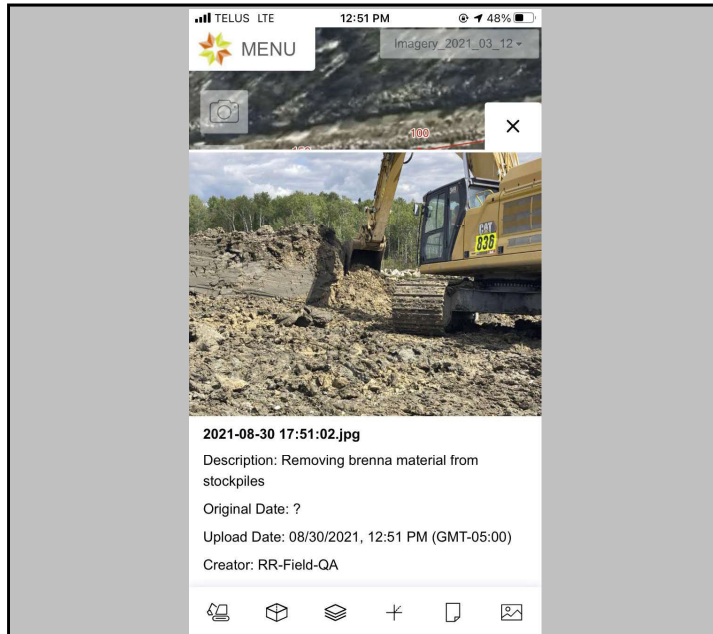 TELUS LTE 12:51 PM 48%
MENU
Imagery_2021_03_12
100
CAT
836
2021-08-30 17:51:02.jpg
Description: Removing brenna material from
stockpiles
Original Date: ?
Upload Date: 08/30/2021, 12:51 PM (GMT-05:00)
Creator: RR-Field-QA